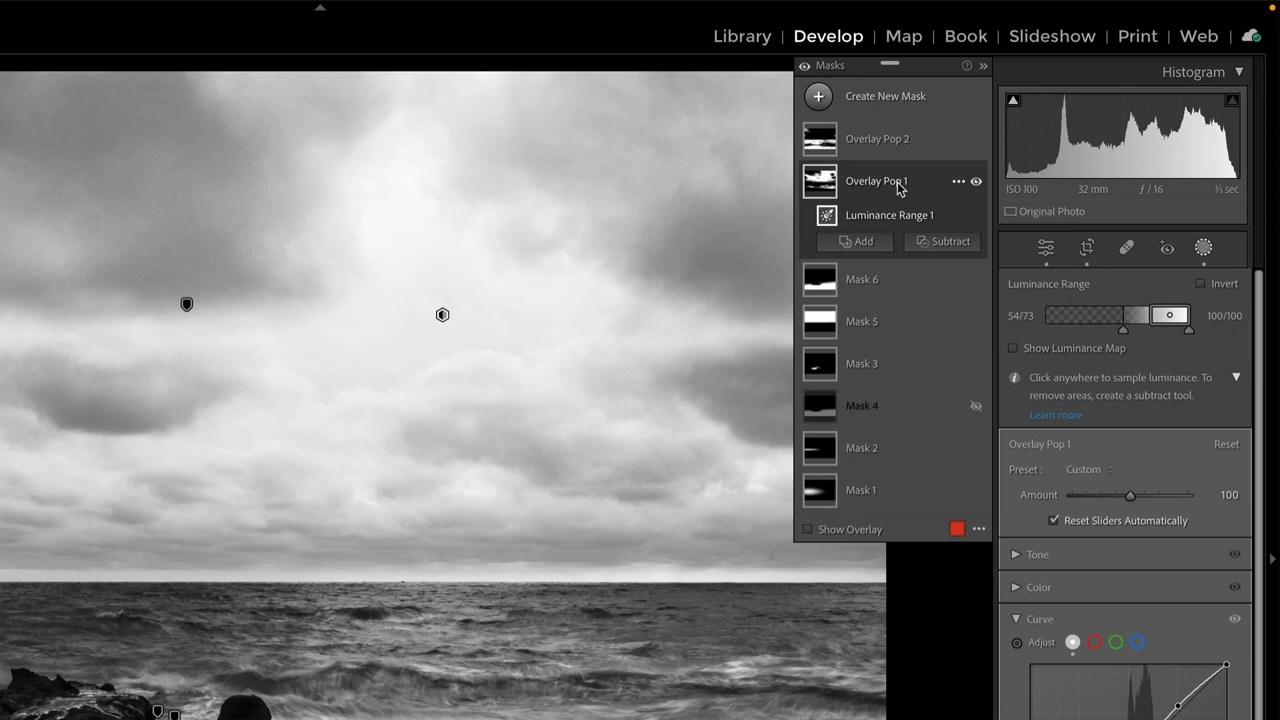 Library | Develop | Map | Book | Slideshow | Print | Web |
Masks
Create New Mask
Overlay Pop 2
Overlay Pop 1
Luminance Range 1
Add Subtract
Mask 6
Mask 5
Mask 3
Mask 4
Mask 2
Mask 1
Show Overlay
Histogram
ISO 100 32 mm ƒ / 16 ⅓ sec
Original Photo
Luminance Range Invert
54/73 100/100
Show Luminance Map
Click anywhere to sample luminance. To
remove areas, create a subtract tool.
Learn more
Overlay Pop 1 Reset
Preset : Custom
Amount 100
Reset Sliders Automatically
Tone
Color
Curve
Adjust